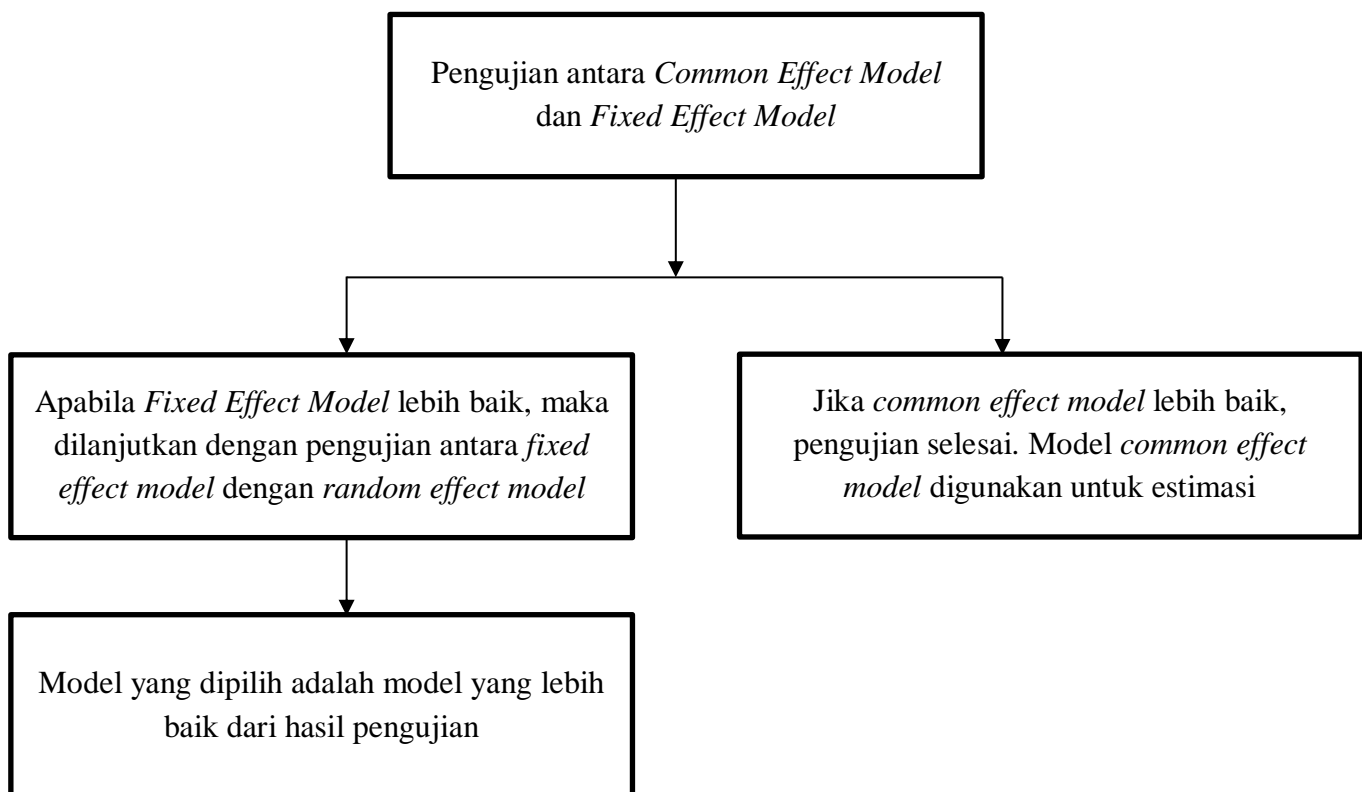 Pengujian antara Common Effect Model
dan Fixed Effect Model
Apabila Fixed Effect Model lebih baik, maka
dilanjutkan dengan pengujian antara fixed
effect model dengan random effect model
Jika common effect model lebih baik,
pengujian selesai. Model common effect
model digunakan untuk estimasi
Model yang dipilih adalah model yang lebih
baik dari hasil pengujian